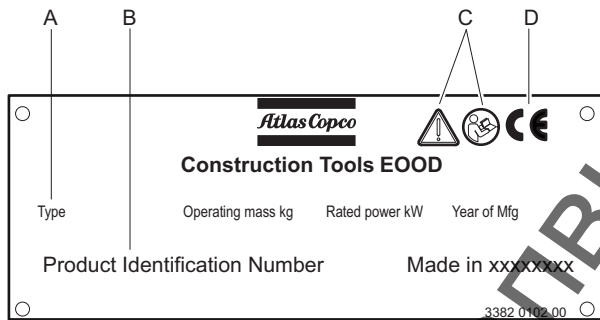 A B C D
Atlas Copco
CE
Construction Tools EOOD
Type Operating mass kg Rated power kW Year of Mfg
Product Identification Number Made in xxxxxxxx
3382 0102 00